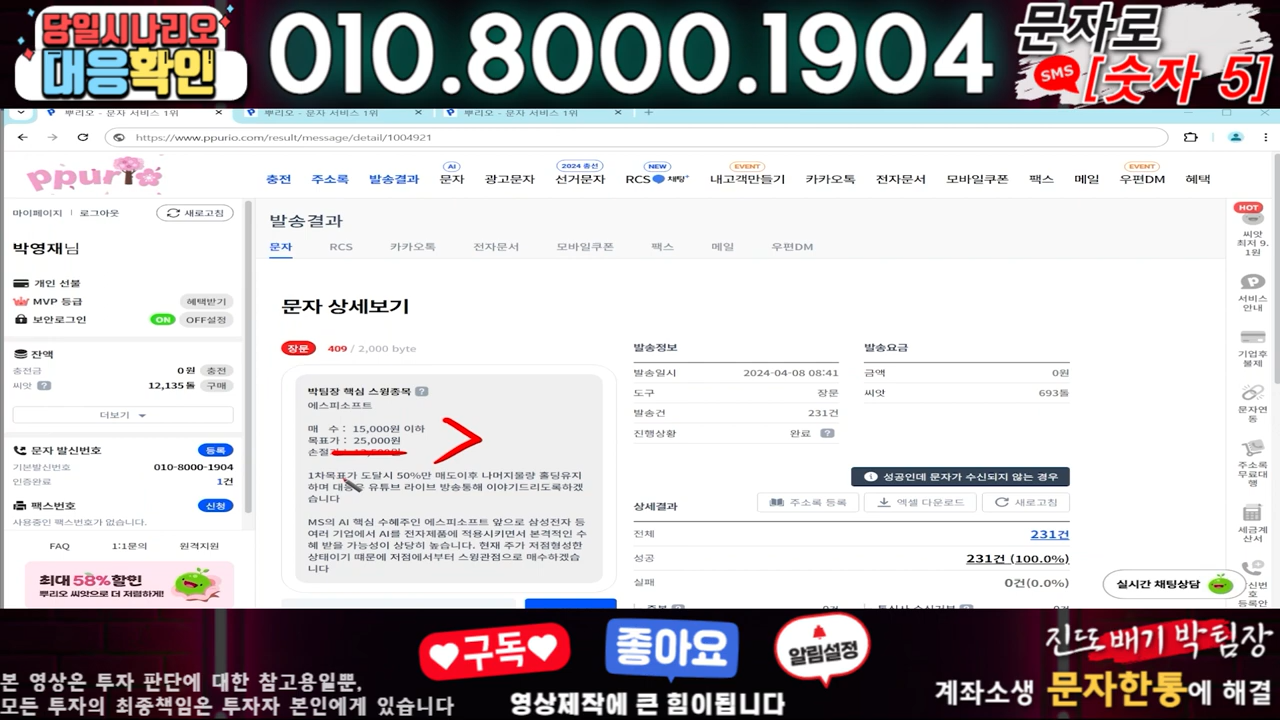 당일시나리오
대응확인
010.8000.1904
문자로
SMS
[숫자 5]
뿌리오 - 문자 서비스 1위
뿌리오 - 문자 서비스 1위
뿌리오 - 문자 서비스 1위
https://www.ppurio.com/result/message/detail/1004921
ppurio
충전
주소록
발송결과
AI
문자
광고문자
2024 총선
선거문자
NEW
RCS 채팅+
EVENT
내고객만들기
카카오톡
전자문서
모바일쿠폰
팩스
메일
EVENT
우편DM
혜택
마이페이지 | 로그아웃
새로고침
박영재님
개인 선불
MVP 등급
혜택받기
보안로그인
ON
OFF설정
잔액
충전금
0원
충전
씨앗 ?
12,135톨
구매
더보기
문자 발신번호
등록
기본발신번호
010-8000-1904
인증완료
1건
팩스번호
신청
사용중인 팩스번호가 없습니다.
FAQ
1:1문의
원격지원
최대 58%할인
뿌리오 씨앗으로 더 저렴하게!
발송결과
문자
RCS
카카오톡
전자문서
모바일쿠폰
팩스
메일
우편DM
문자 상세보기
장문
409 / 2,000 byte
박팀장 핵심 스윙종목 ?
에스피소프트
매 수 : 15,000원 이하
목표가 : 25,000원
1차목표가 도달시 50%만 매도이후 나머지물량 홀딩유지
하며 유튜브 라이브 방송통해 이야기드리도록하겠
습니다
MS의 AI 핵심 수혜주인 에스피소프트 앞으로 삼성전자 등
여러 기업에서 AI를 전자제품에 적용시키면서 본격적인 수
혜 받을 가능성이 상당히 높습니다. 현재 주가 저점형성한
상태이기 때문에 저점에서부터 스윙관점으로 매수하겠습
니다
발송정보
발송일시
2024-04-08 08:41
도구
장문
발송건
231건
진행상황
완료 ?
발송요금
금액
0원
씨앗
693톨
성공인데 문자가 수신되지 않는 경우
상세결과
주소록 등록
엑셀 다운로드
새로고침
전체
231건
성공
231건 (100.0%)
실패
0건(0.0%)
HOT
씨앗
최저 9.
1원
서비스
안내
기업후
불제
문자연
동
주소록
무료대
행
세금계
산서
신번
호
등록안
실시간 채팅상담
구독
좋아요
알림설정
영상제작에 큰 힘이됩니다
본 영상은 투자 판단에 대한 참고용일뿐,
모든 투자의 최종책임은 투자자 본인에게 있습니다
진또배기 박팀장
계좌소생 문자한통에 해결